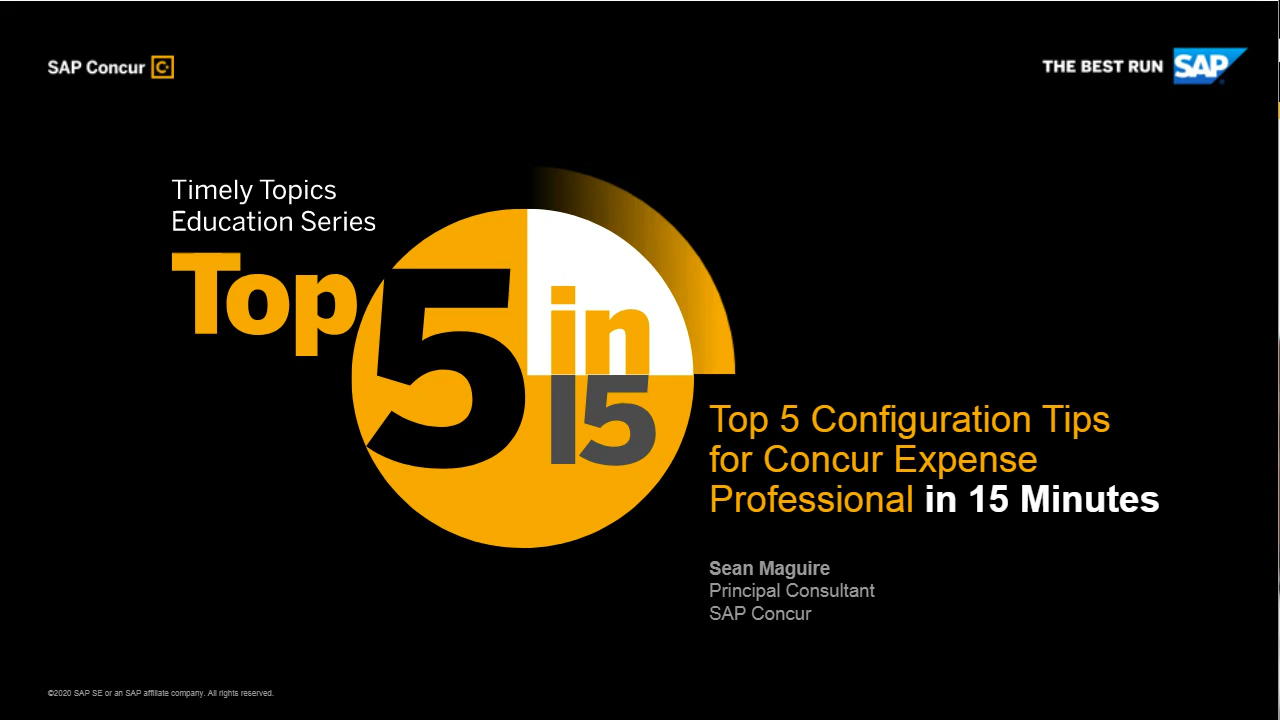 SAP Concur
THE BEST RUN SAP
Timely Topics
Education Series
Top 5 in 15
Top 5 Configuration Tips
for Concur Expense
Professional in 15 Minutes
Sean Maguire
Principal Consultant
SAP Concur
©2020 SAP SE or an SAP affiliate company. All rights reserved.